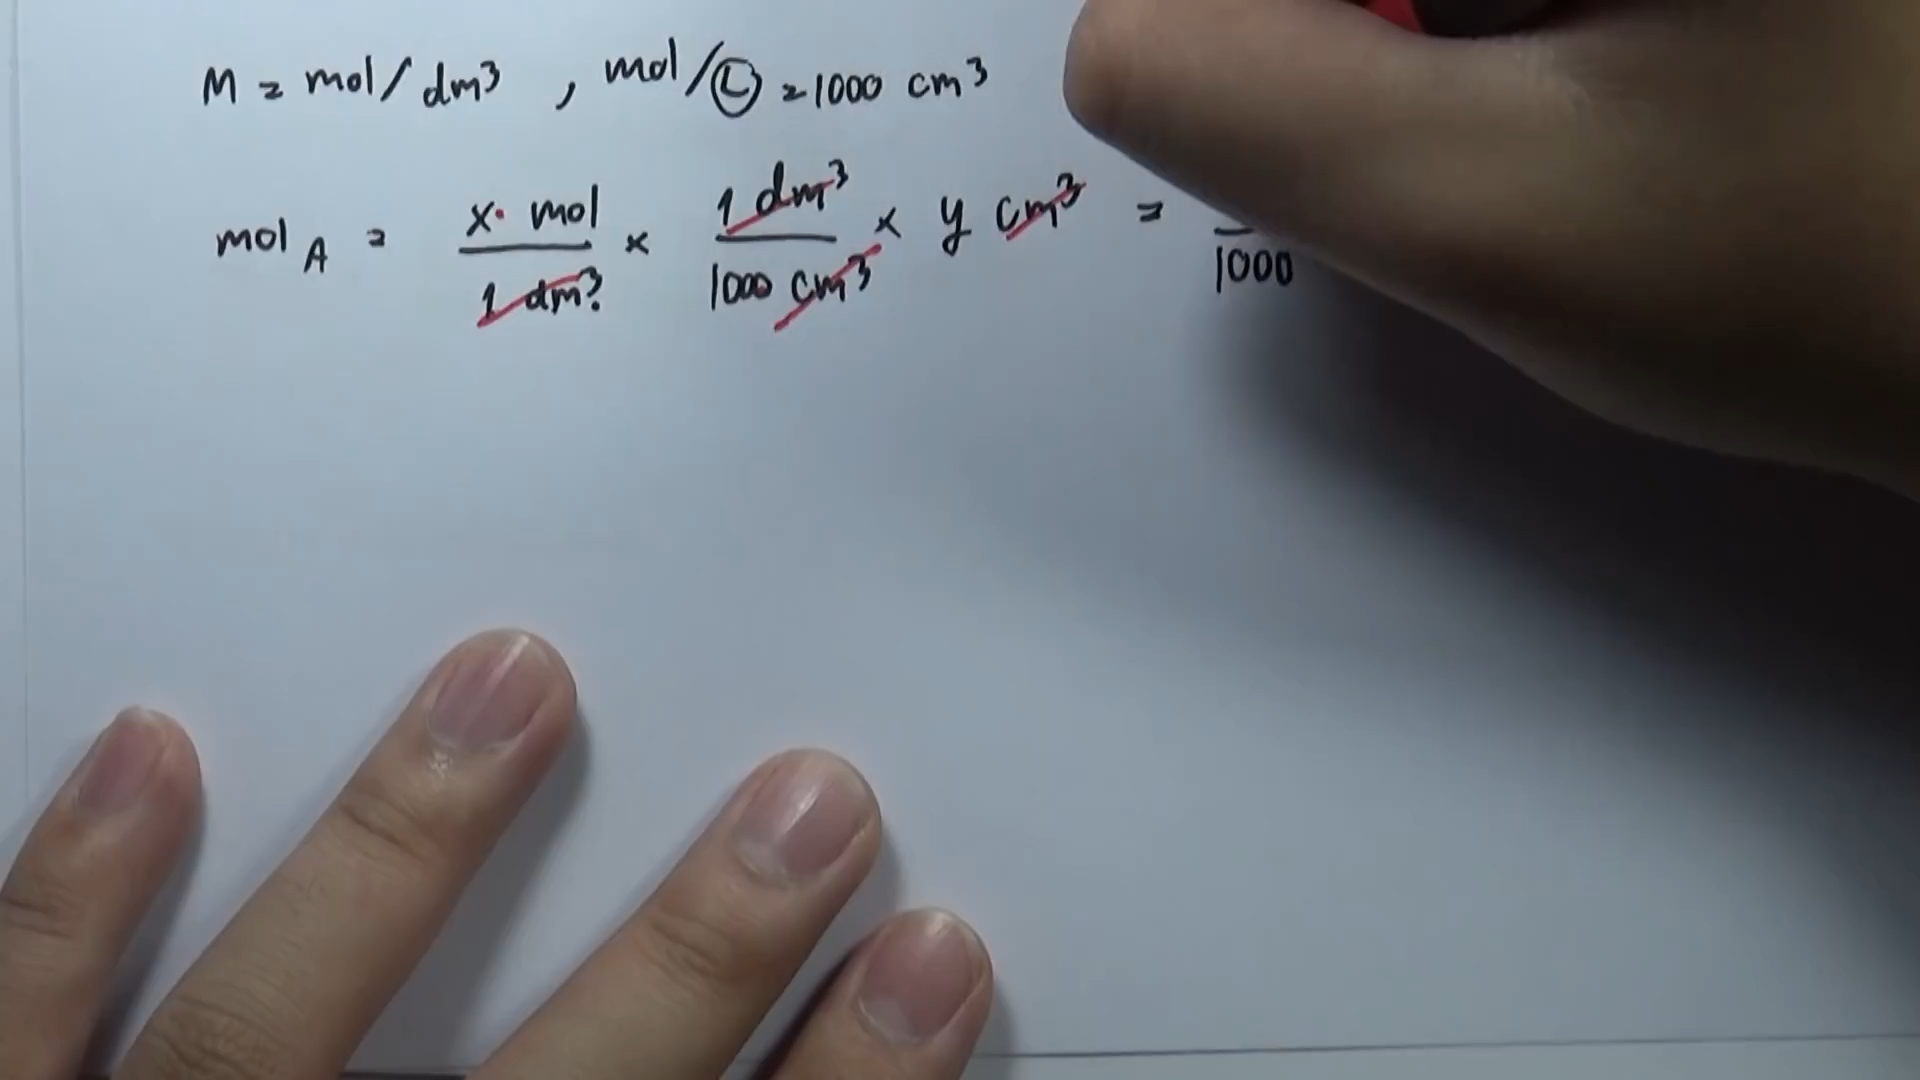 M = mol/dm³ , mol/L = 1000 cm³
mol A = x · mol / 1 dm³ × 1 dm³ / 1000 cm³ × y cm³ = / 1000